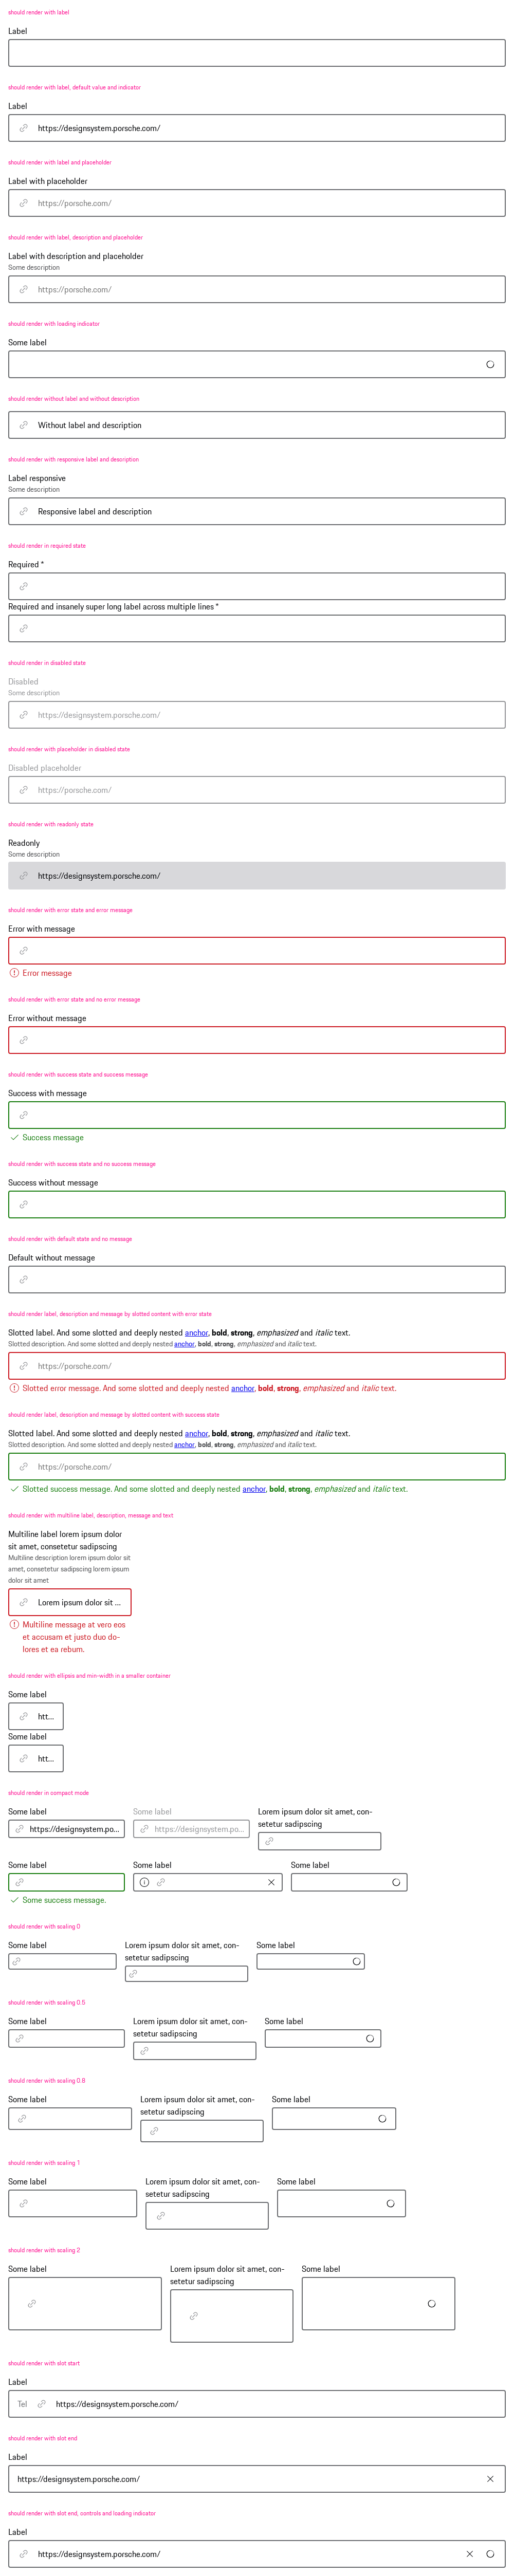 should render with label
Label
should render with label, default value and indicator
Label
https://designsystem.porsche.com/
should render with label and placeholder
Label with placeholder
https://porsche.com/
should render with label, description and placeholder
Label with description and placeholder
Some description
https://porsche.com/
should render with loading indicator
Some label
should render without label and without description
Without label and description
should render with responsive label and description
Label responsive
Some description
Responsive label and description
should render in required state
Required *
Required and insanely super long label across multiple lines *
should render in disabled state
Disabled
Some description
https://designsystem.porsche.com/
should render with placeholder in disabled state
Disabled placeholder
https://porsche.com/
should render with readonly state
Readonly
Some description
https://designsystem.porsche.com/
should render with error state and error message
Error with message
Error message
should render with error state and no error message
Error without message
should render with success state and success message
Success with message
Success message
should render with success state and no success message
Success without message
should render with default state and no message
Default without message
should render label, description and message by slotted content with error state
Slotted label. And some slotted and deeply nested anchor, bold, strong, emphasized and italic text.
Slotted description. And some slotted and deeply nested anchor, bold, strong, emphasized and italic text.
https://porsche.com/
Slotted error message. And some slotted and deeply nested anchor, bold, strong, emphasized and italic text.
should render label, description and message by slotted content with success state
Slotted label. And some slotted and deeply nested anchor, bold, strong, emphasized and italic text.
Slotted description. And some slotted and deeply nested anchor, bold, strong, emphasized and italic text.
https://porsche.com/
Slotted success message. And some slotted and deeply nested anchor, bold, strong, emphasized and italic text.
should render with multiline label, description, message and text
Multiline label lorem ipsum dolor
sit amet, consetetur sadipscing
Multiline description lorem ipsum dolor sit
amet, consetetur sadipscing lorem ipsum
dolor sit amet
Lorem ipsum dolor sit ...
Multiline message at vero eos
et accusam et justo duo do-
lores et ea rebum.
should render with ellipsis and min-width in a smaller container
Some label
htt...
Some label
htt...
should render in compact mode
Some label
https://designsystem.po...
Some label
https://designsystem.po...
Lorem ipsum dolor sit amet, con-
setetur sadipscing
Some label
Some success message.
Some label
Some label
should render with scaling 0
Some label
Lorem ipsum dolor sit amet, con-
setetur sadipscing
Some label
should render with scaling 0.5
Some label
Lorem ipsum dolor sit amet, con-
setetur sadipscing
Some label
should render with scaling 0.8
Some label
Lorem ipsum dolor sit amet, con-
setetur sadipscing
Some label
should render with scaling 1
Some label
Lorem ipsum dolor sit amet, con-
setetur sadipscing
Some label
should render with scaling 2
Some label
Lorem ipsum dolor sit amet, con-
setetur sadipscing
Some label
should render with slot start
Label
Tel
https://designsystem.porsche.com/
should render with slot end
Label
https://designsystem.porsche.com/
should render with slot end, controls and loading indicator
Label
https://designsystem.porsche.com/